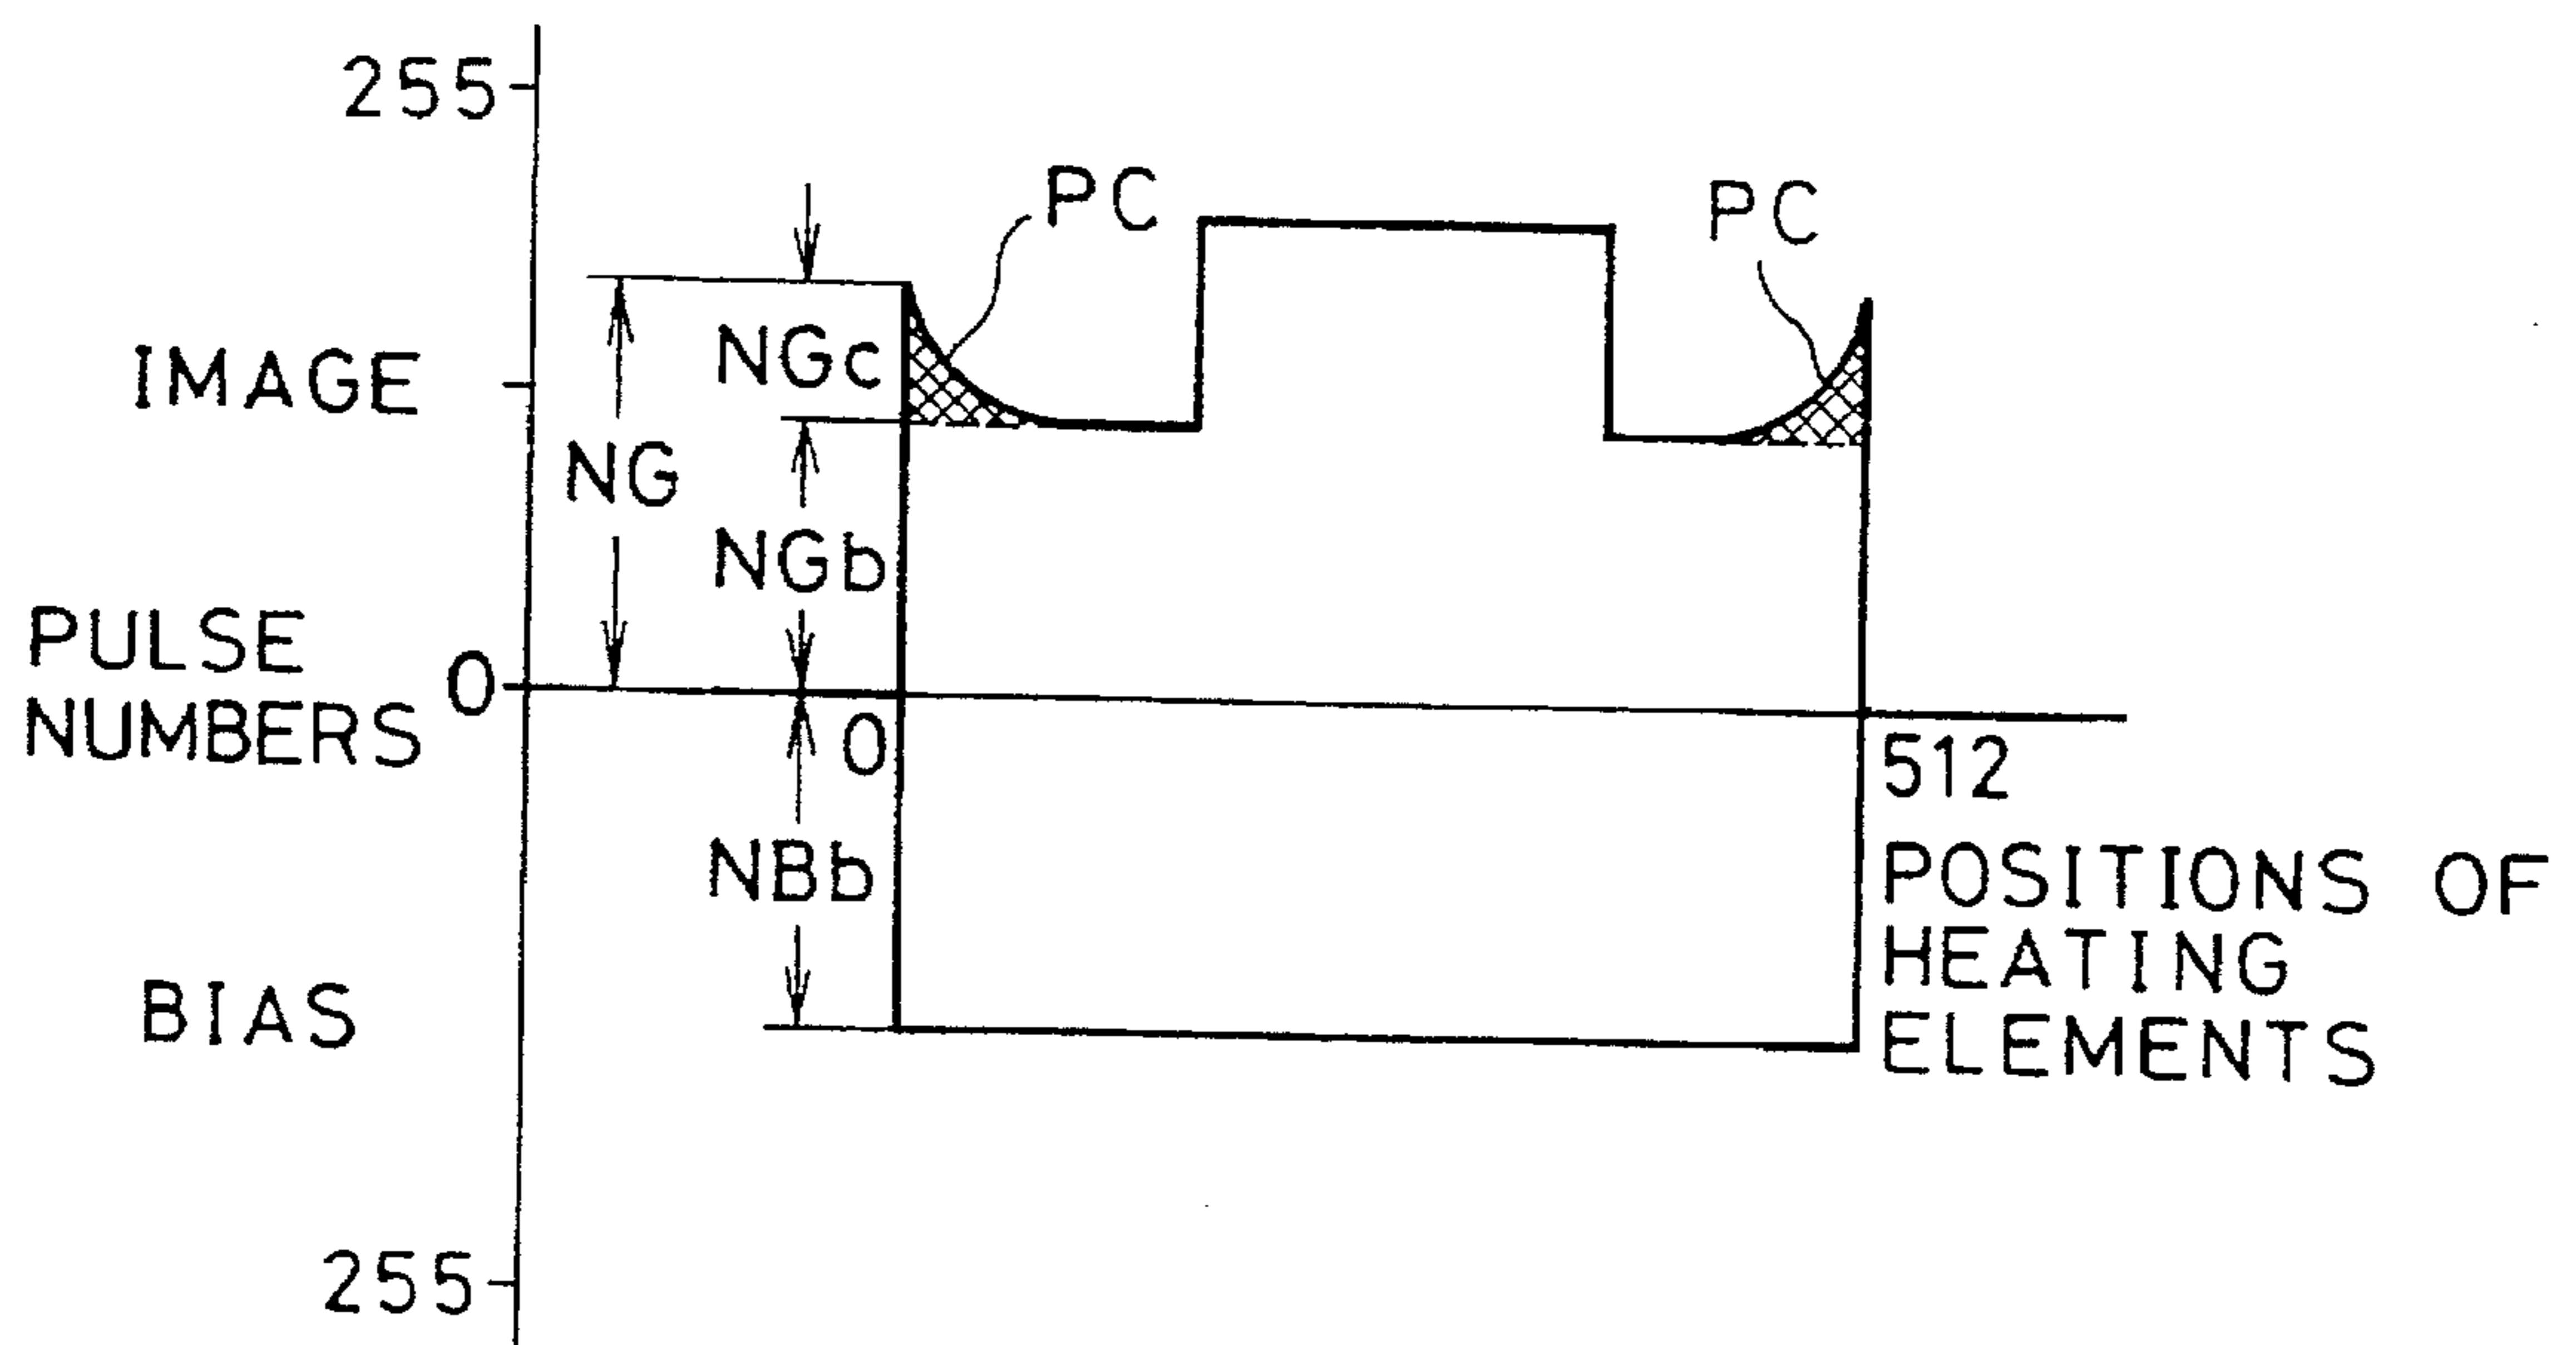 255
PC
PC
NGc
IMAGE
NG
NGb
PULSE
NUMBERS
0
0
512
NBb
POSITIONS OF
HEATING
ELEMENTS
BIAS
255